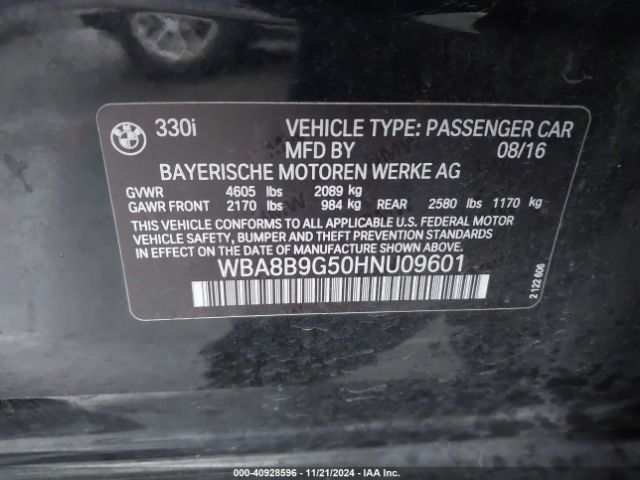 330i VEHICLE TYPE: PASSENGER CAR
MFD BY 08/16
BAYERISCHE MOTOREN WERKE AG
GVWR 4605 lbs 2089 kg
GAWR FRONT 2170 lbs 984 kg REAR 2580 lbs 1170 kg
THIS VEHICLE CONFORMS TO ALL APPLICABLE U.S. FEDERAL MOTOR
VEHICLE SAFETY, BUMPER AND THEFT PREVENTION STANDARDS
IN EFFECT ON THE DATE OF MANUFACTURE SHOWN ABOVE.
WBA8B9G50HNU09601
2 122 606
000-40928596 - 11/21/2024 - IAA Inc.